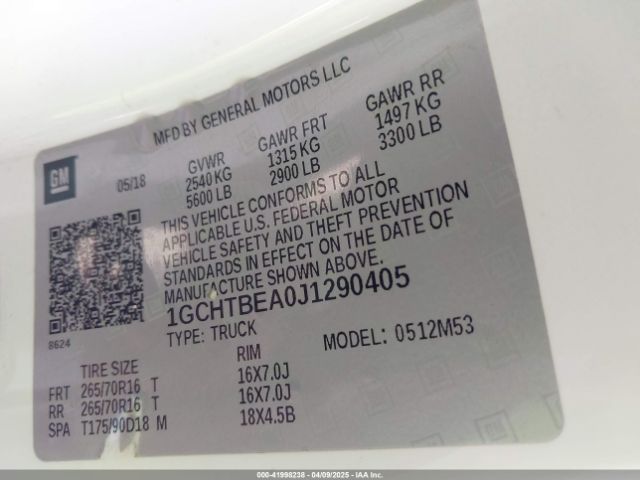 MFD BY GENERAL MOTORS LLC
GM
05/18
GVWR GAWR FRT GAWR RR
2540 KG 1315 KG 1497 KG
5600 LB 2900 LB 3300 LB
THIS VEHICLE CONFORMS TO ALL
APPLICABLE U.S. FEDERAL MOTOR
VEHICLE SAFETY AND THEFT PREVENTION
STANDARDS IN EFFECT ON THE DATE OF
MANUFACTURE SHOWN ABOVE.
1GCHTBEA0J1290405
8624
TYPE: TRUCK MODEL: 0512M53
TIRE SIZE RIM
FRT 265/70R16 T 16X7.0J
RR 265/70R16 T 16X7.0J
SPA T175/90D18 M 18X4.5B
000-41998238 - 04/09/2025 - IAA Inc.